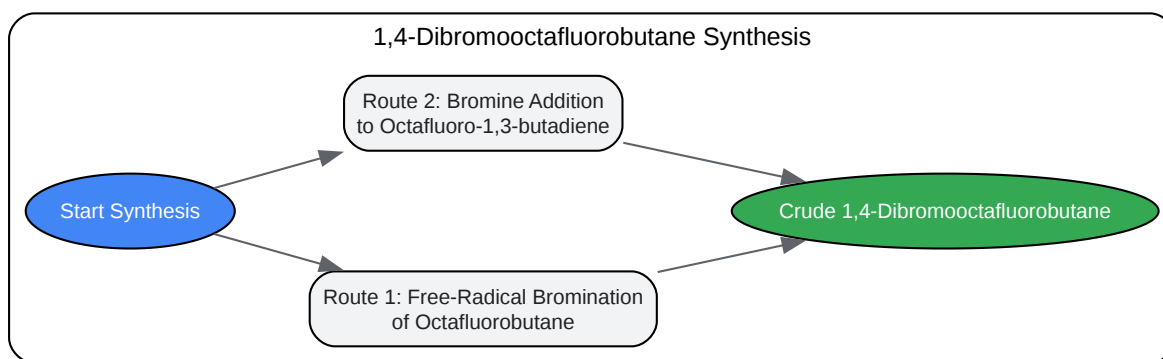 1,4-Dibromooctafluorobutane Synthesis
Route 2: Bromine Addition
to Octafluoro-1,3-butadiene
Start Synthesis
Crude 1,4-Dibromooctafluorobutane
Route 1: Free-Radical Bromination
of Octafluorobutane